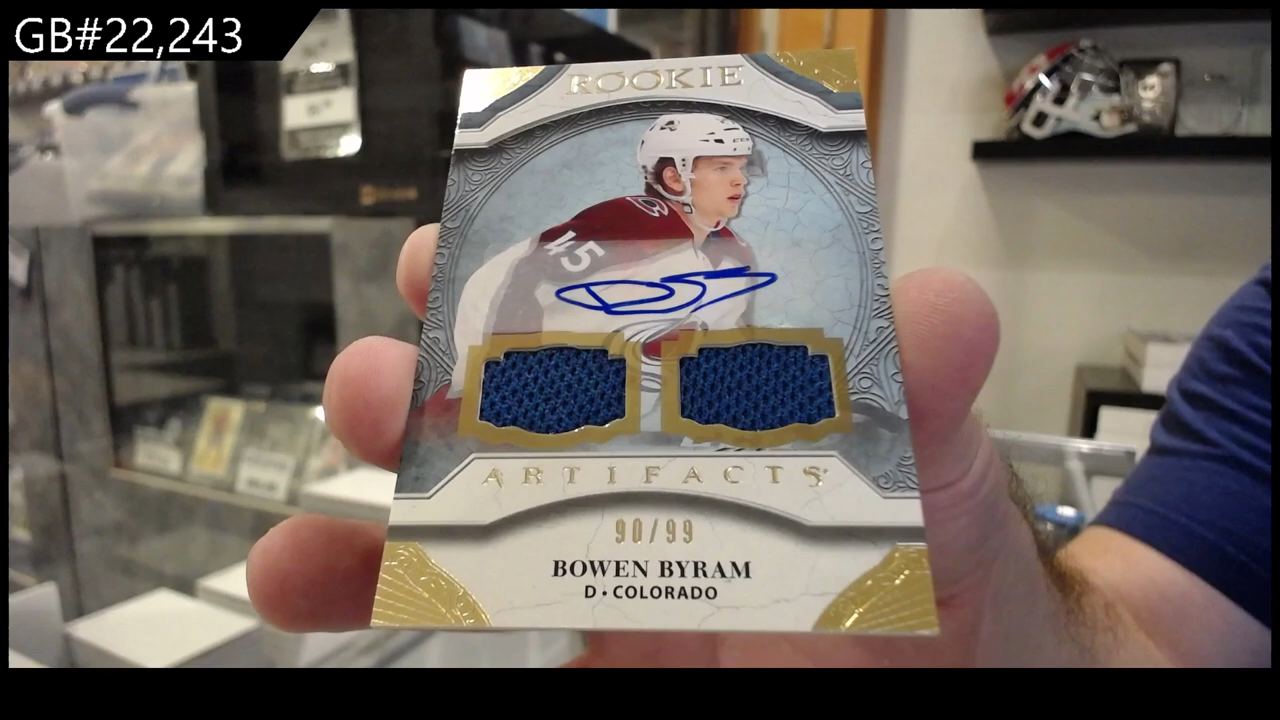 GB#22,243
ROOKIE
45
ARTIFACTS
90/99
BOWEN BYRAM
D • COLORADO